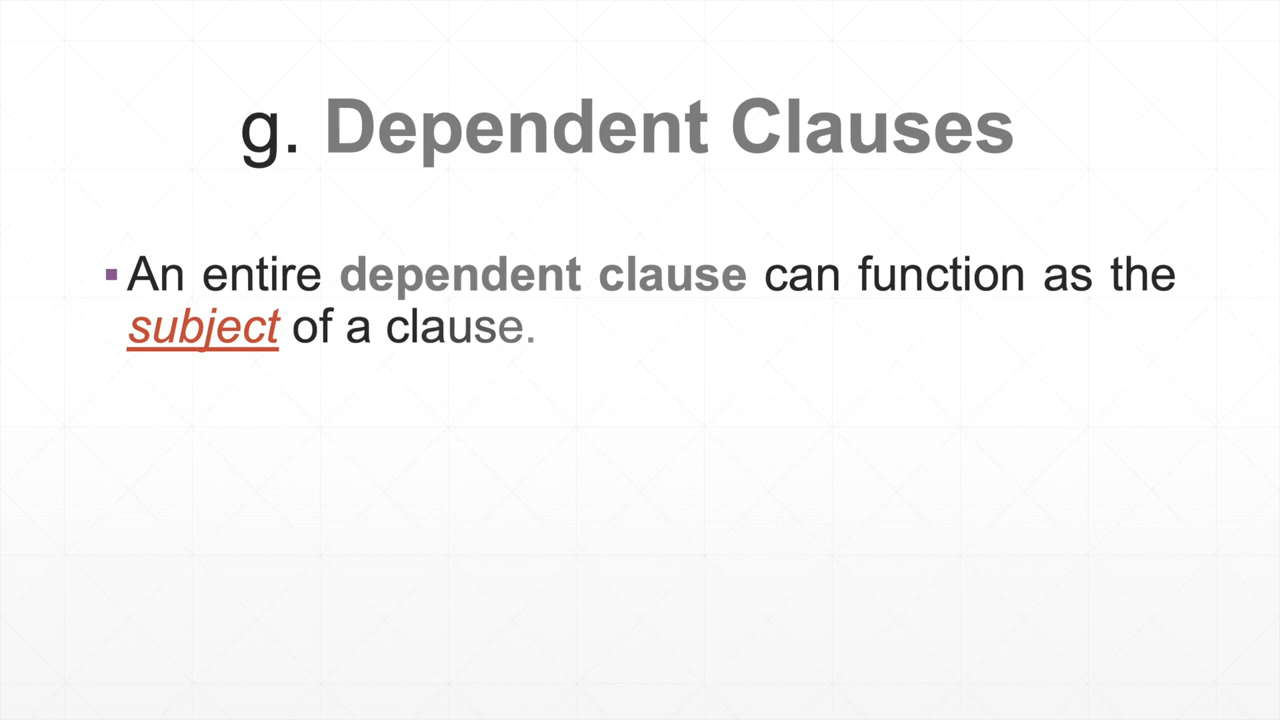 g. Dependent Clauses
▪ An entire dependent clause can function as the
subject of a clause.